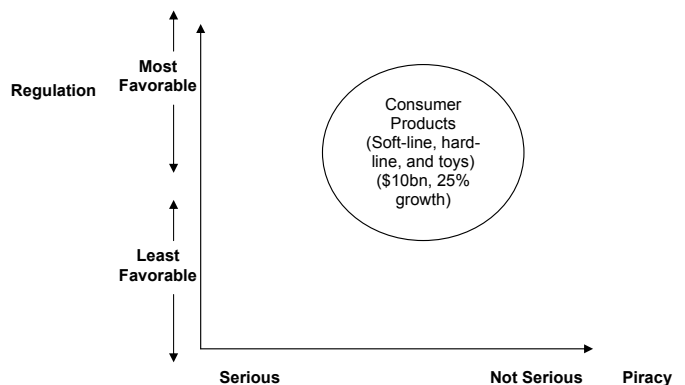 Regulation
Most
Favorable
Least
Favorable
Consumer
Products
(Soft-line, hard-
line, and toys)
($10bn, 25%
growth)
Serious
Not Serious
Piracy